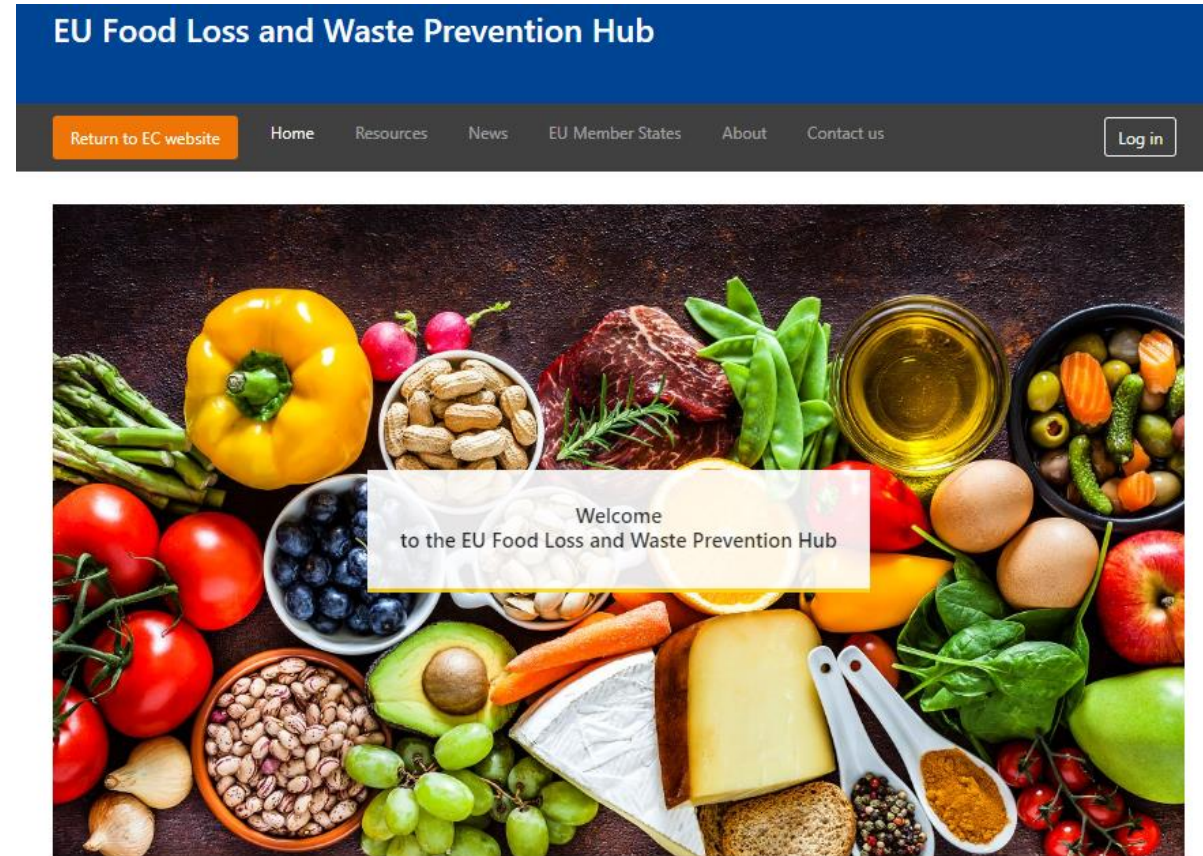 EU Food Loss and Waste Prevention Hub
Return to EC website
Home
Resources
News
EU Member States
About
Contact us
Log in
Welcome
to the EU Food Loss and Waste Prevention Hub